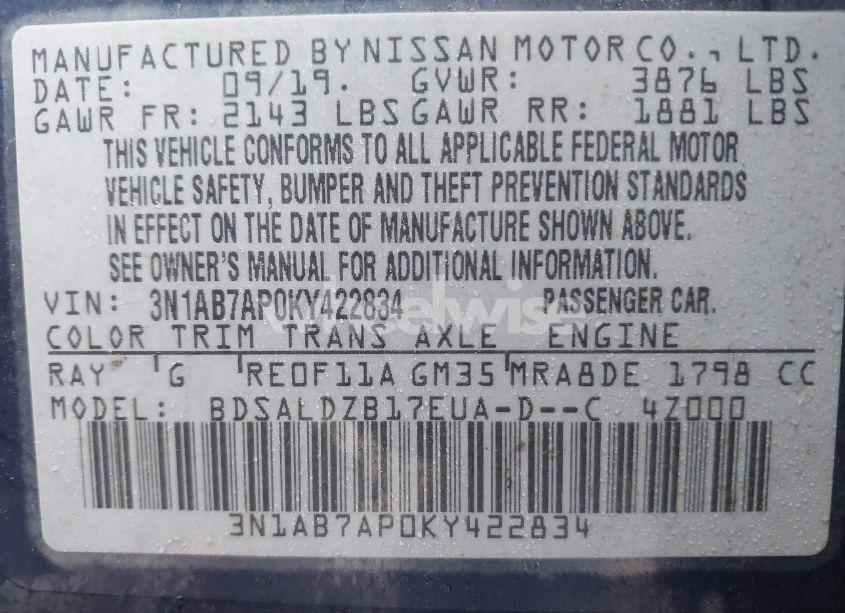 MANUFACTURED BY NISSAN MOTOR CO., LTD.
DATE: 09/19. GVWR: 3876 LBS
GAWR FR: 2143 LBS GAWR RR: 1881 LBS
THIS VEHICLE CONFORMS TO ALL APPLICABLE FEDERAL MOTOR
VEHICLE SAFETY, BUMPER AND THEFT PREVENTION STANDARDS
IN EFFECT ON THE DATE OF MANUFACTURE SHOWN ABOVE.
SEE OWNER'S MANUAL FOR ADDITIONAL INFORMATION.
VIN: 3N1AB7AP0KY422834 PASSENGER CAR.
COLOR TRIM TRANS AXLE ENGINE
RAY G RE0F11A GM35 MRA8DE 1798 CC
MODEL: BDSALDZB17EUA-D--C 4Z000
3N1AB7AP0KY422834